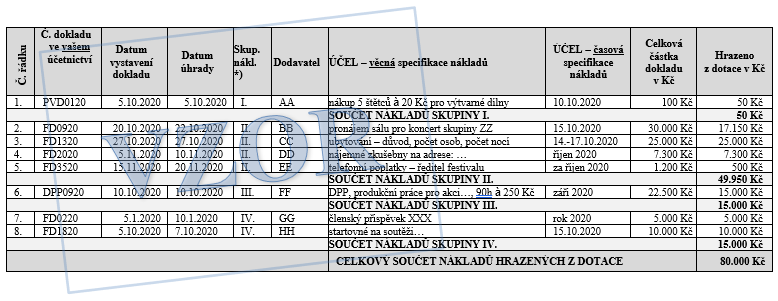 Č. řádku Č. dokladu ve vašem účetnictví Datum vystavení dokladu Datum úhrady Skup. nákl. *) Dodavatel ÚČEL – věcná specifikace nákladů ÚČEL – časová specifikace nákladů Celková částka dokladu v Kč Hrazeno z dotace v Kč
1. PVD0120 5.10.2020 5.10.2020 I. AA nákup 5 štětců à 20 Kč pro výtvarné dílny 10.10.2020 100 Kč 50 Kč
SOUČET NÁKLADŮ SKUPINY I. 50 Kč
2. FD0920 20.10.2020 22.10.2020 II. BB pronájem sálu pro koncert skupiny ZZ 15.10.2020 30.000 Kč 17.150 Kč
3. FD1320 27.10.2020 27.10.2020 II. CC ubytování – důvod, počet osob, počet nocí 14.-17.10.2020 25.000 Kč 25.000 Kč
4. FD2020 5.11.2020 10.11.2020 II. DD nájemné zkušebny na adrese: … říjen 2020 7.300 Kč 7.300 Kč
5. FD3520 15.11.2020 20.11.2020 II. EE telefonní poplatky – ředitel festivalu za říjen 2020 1.200 Kč 500 Kč
SOUČET NÁKLADŮ SKUPINY II. 49.950 Kč
6. DPP0920 10.10.2020 10.10.2020 III. FF DPP, produkční práce pro akci…, 90h à 250 Kč září 2020 22.500 Kč 15.000 Kč
SOUČET NÁKLADŮ SKUPINY III. 15.000 Kč
7. FD0220 5.1.2020 10.1.2020 IV. GG členský příspěvek XXX rok 2020 5.000 Kč 5.000 Kč
8. FD1820 5.10.2020 7.10.2020 IV. HH startovné na soutěži… 15.10.2020 10.000 Kč 10.000 Kč
SOUČET NÁKLADŮ SKUPINY IV. 15.000 Kč
CELKOVÝ SOUČET NÁKLADŮ HRAZENÝCH Z DOTACE 80.000 Kč
VZOR